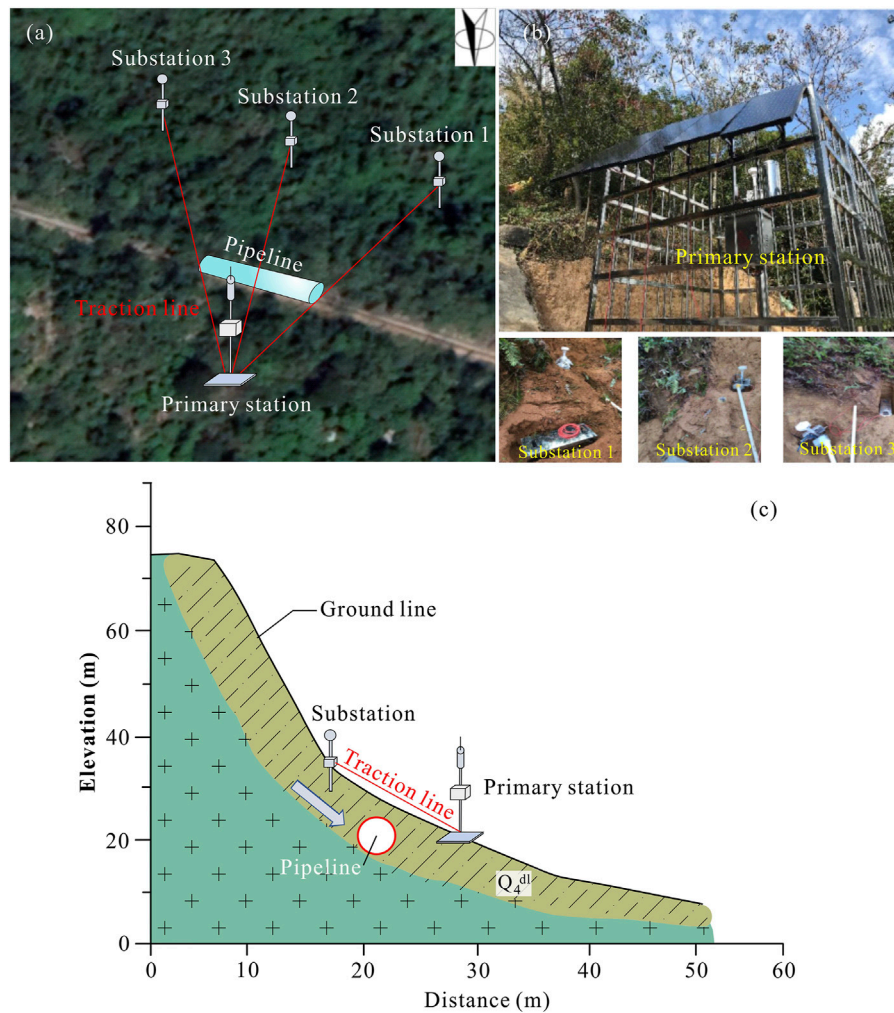 (a)
Substation 3
Substation 2
Substation 1
Pipeline
Traction line
Primary station
(b)
Primary station
Substation 1
Substation 2
Substation 3
(c)
80
60
40
20
0
Elevation (m)
Ground line
Substation
Traction line
Primary station
Pipeline
Q₄ᵈˡ
0 10 20 30 40 50 60
Distance (m)